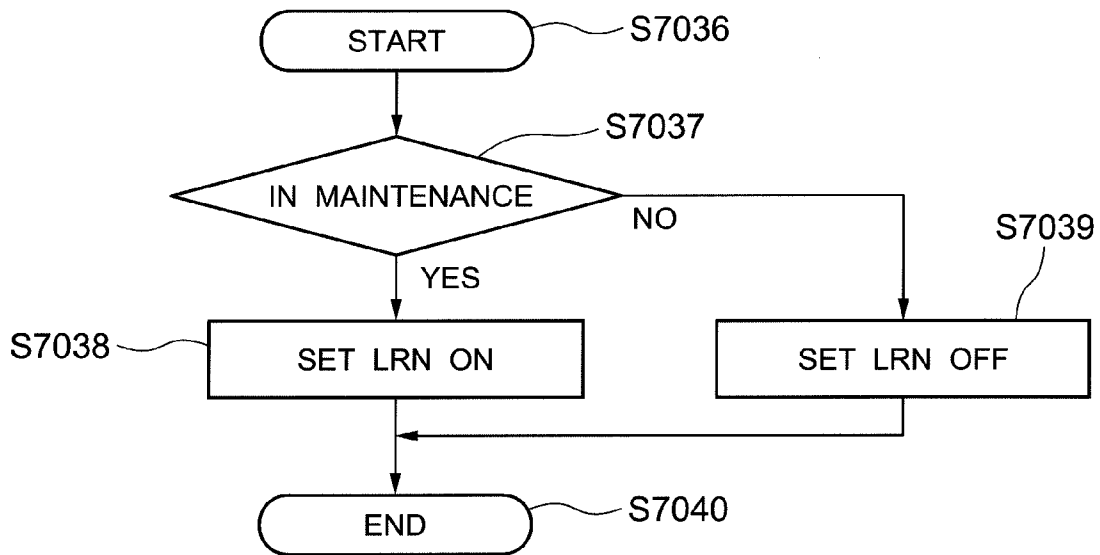 START
S7036
S7037
IN MAINTENANCE
NO
S7039
YES
S7038
SET LRN ON
SET LRN OFF
END
S7040